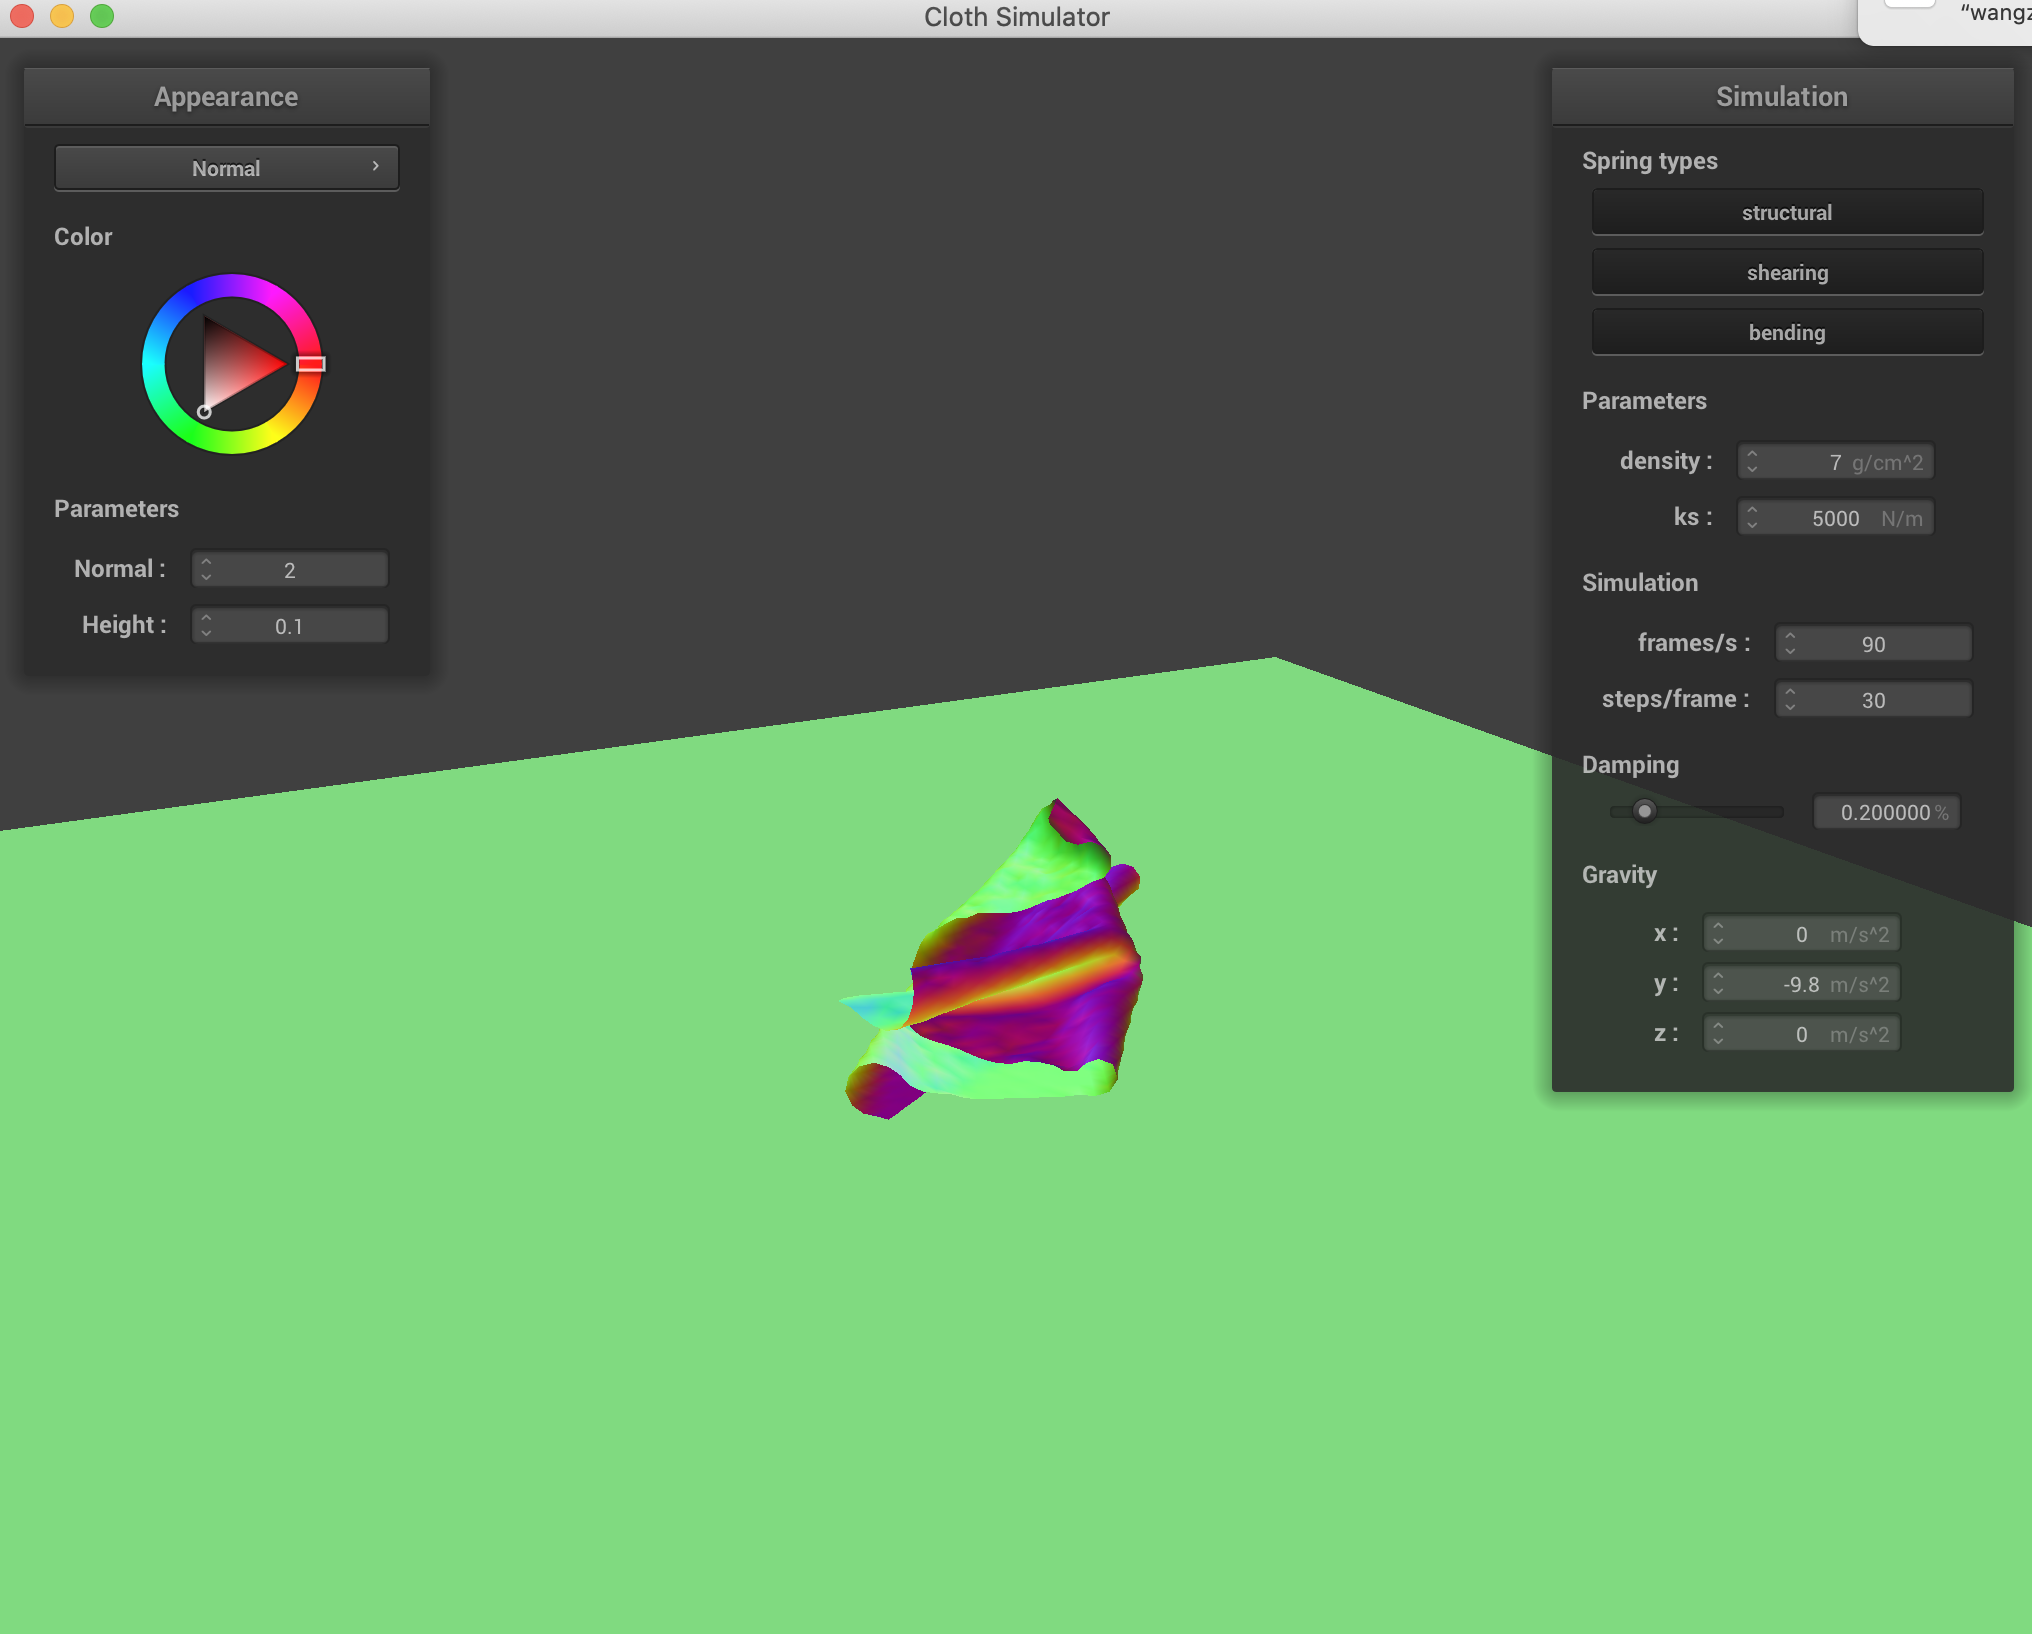 Cloth Simulator
“wangz
Appearance
Normal
Color
Parameters
Normal : 2
Height : 0.1
Simulation
Spring types
structural
shearing
bending
Parameters
density : 7 g/cm^2
ks : 5000 N/m
Simulation
frames/s : 90
steps/frame : 30
Damping
0.200000 %
Gravity
x : 0 m/s^2
y : -9.8 m/s^2
z : 0 m/s^2